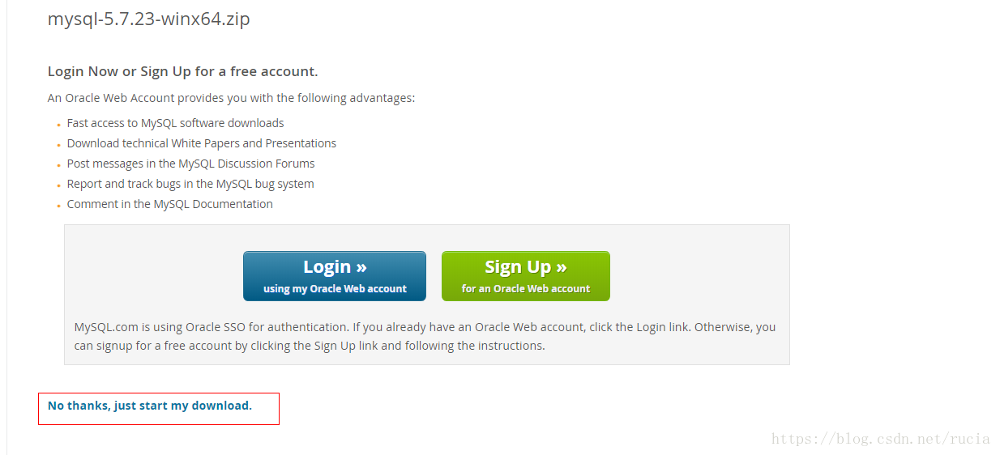 mysql-5.7.23-winx64.zip
Login Now or Sign Up for a free account.
An Oracle Web Account provides you with the following advantages:
Fast access to MySQL software downloads
Download technical White Papers and Presentations
Post messages in the MySQL Discussion Forums
Report and track bugs in the MySQL bug system
Comment in the MySQL Documentation
Login »
using my Oracle Web account
Sign Up »
for an Oracle Web account
MySQL.com is using Oracle SSO for authentication. If you already have an Oracle Web account, click the Login link. Otherwise, you
can signup for a free account by clicking the Sign Up link and following the instructions.
No thanks, just start my download.
https://blog.csdn.net/rucia